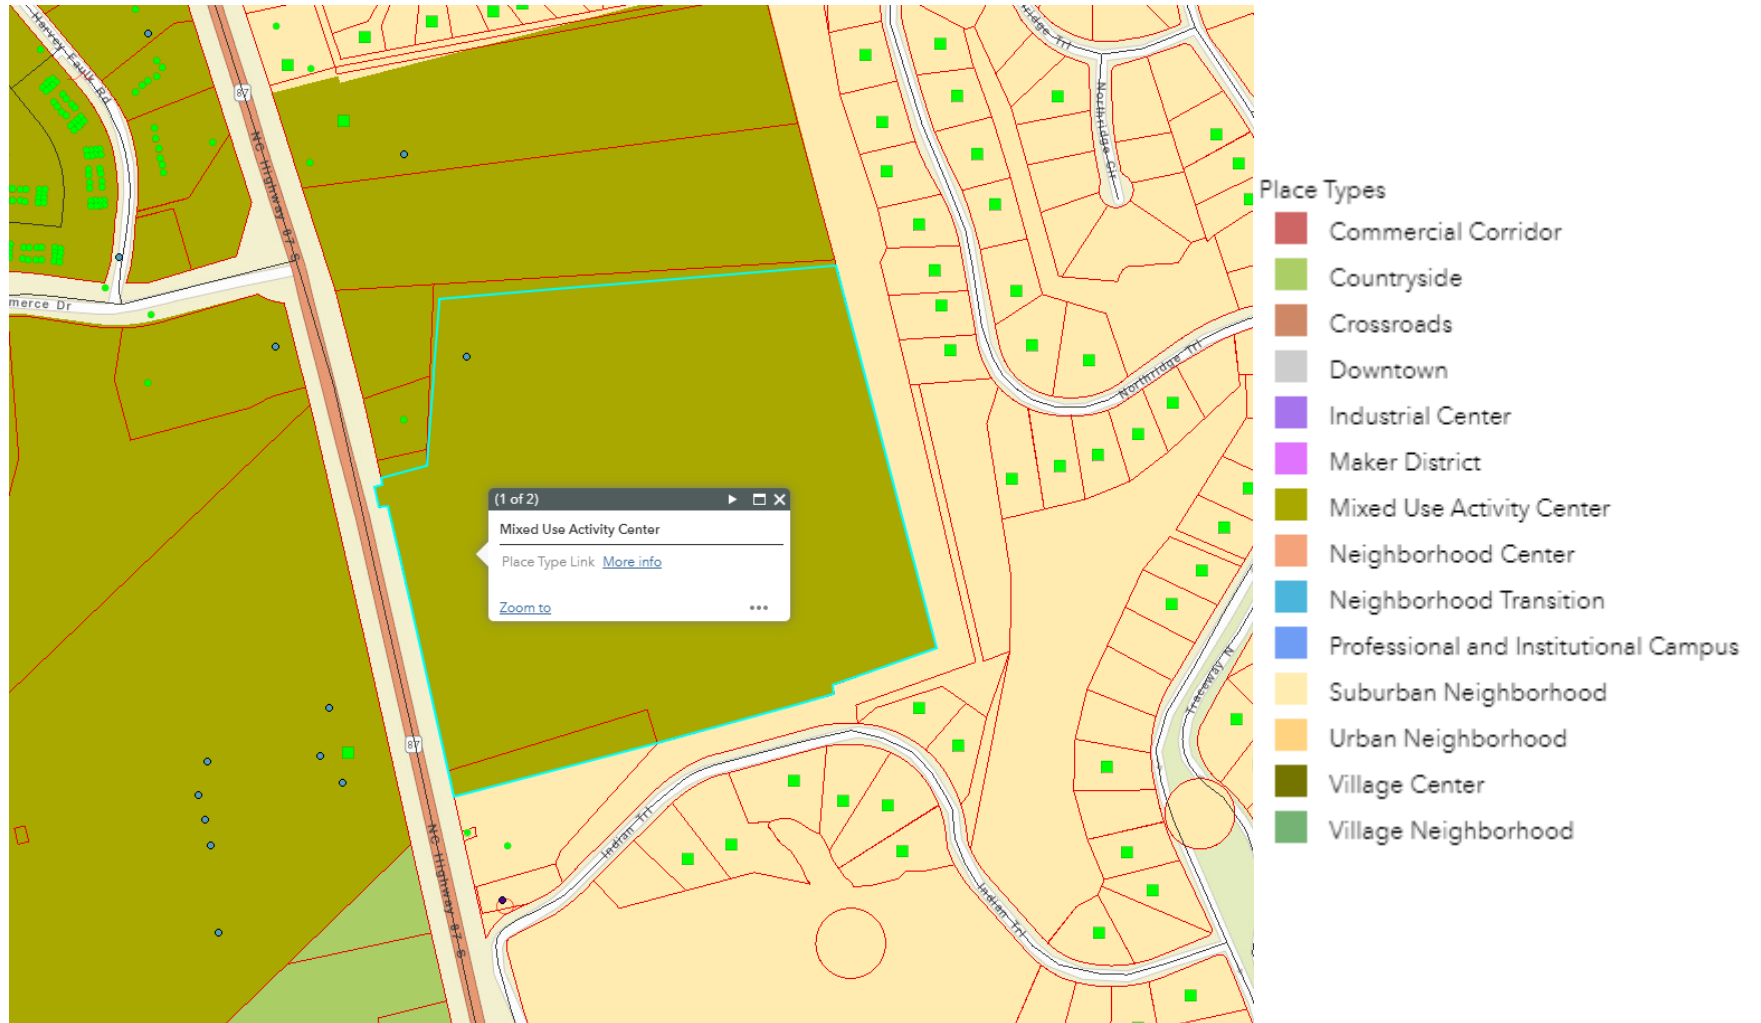 Harvey Faulk Rd
ridge Trl
Northridge Cir
87
NC Highway 87 S
merce Dr
Northridge Trl
(1 of 2)
Mixed Use Activity Center
Place Type Link More info
Zoom to
Traceway N
87
NC Highway 87 S
Indian Trl
Indian Trl
Place Types
Commercial Corridor
Countryside
Crossroads
Downtown
Industrial Center
Maker District
Mixed Use Activity Center
Neighborhood Center
Neighborhood Transition
Professional and Institutional Campus
Suburban Neighborhood
Urban Neighborhood
Village Center
Village Neighborhood